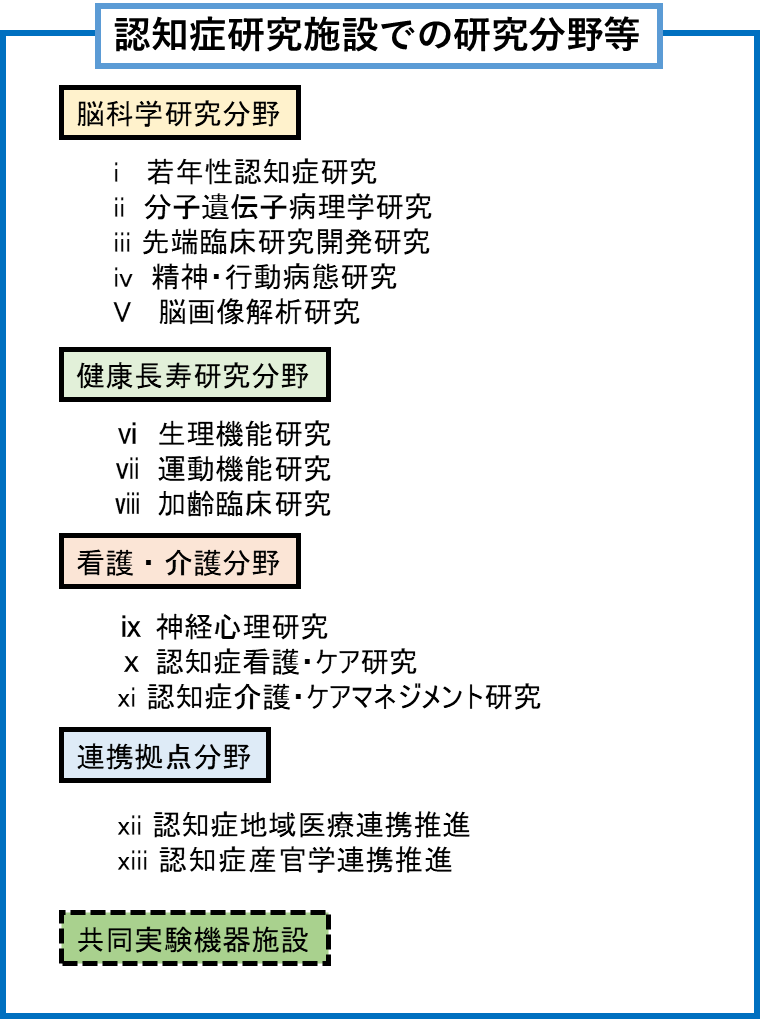 認知症研究施設での研究分野等
脳科学研究分野
ⅰ 若年性認知症研究
ⅱ 分子遺伝子病理学研究
ⅲ 先端臨床研究開発研究
ⅳ 精神・行動病態研究
Ⅴ 脳画像解析研究
健康長寿研究分野
ⅵ 生理機能研究
ⅶ 運動機能研究
ⅷ 加齢臨床研究
看護・介護分野
ⅸ 神経心理研究
ⅹ 認知症看護・ケア研究
xi 認知症介護・ケアマネジメント研究
連携拠点分野
xii 認知症地域医療連携推進
xiii 認知症産官学連携推進
共同実験機器施設